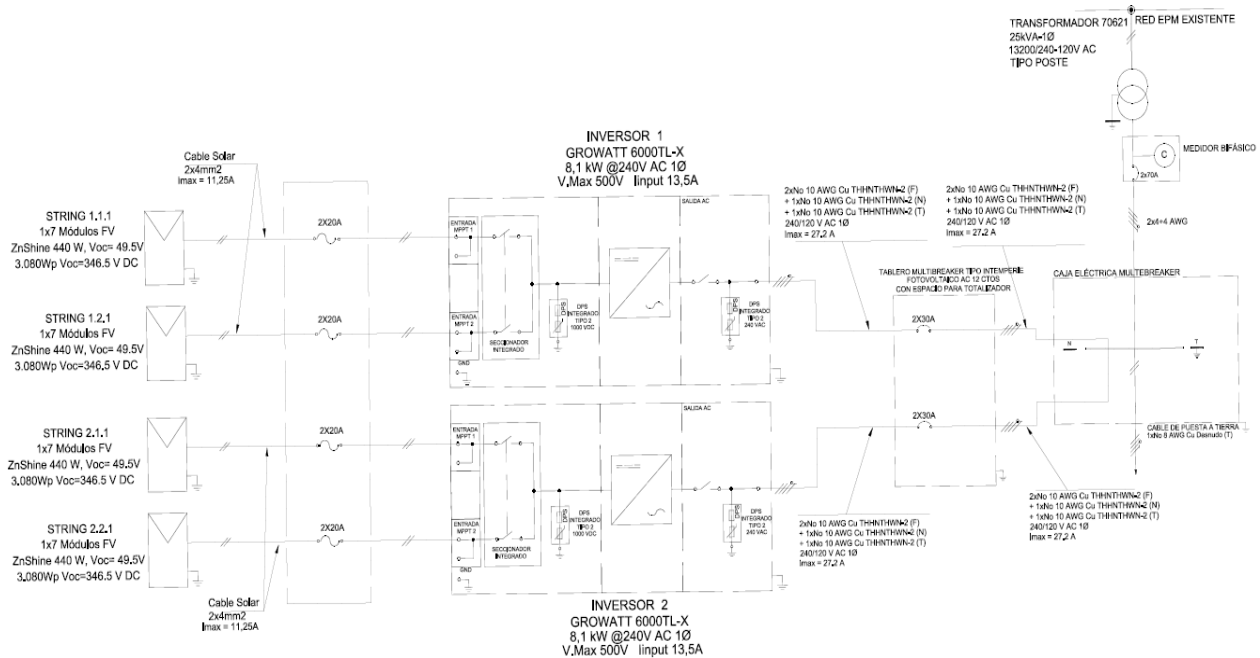 TRANSFORMADOR 70621
25kVA-1Ø
13200/240-120V AC
TIPO POSTE
RED EPM EXISTENTE
MEDIDOR BIFÁSICO
C
2x70A
2x4+4 AWG
INVERSOR 1
GROWATT 6000TL-X
8,1 kW @240V AC 1Ø
V.Max 500V Iinput 13,5A
Cable Solar
2x4mm2
Imax = 11,25A
STRING 1.1.1
1x7 Módulos FV
ZnShine 440 W, Voc= 49.5V
3.080Wp Voc=346.5 V DC
2X20A
ENTRADA
MPPT 1
SALIDA AC
2xNo 10 AWG Cu THHNTHWN-2 (F)
+ 1xNo 10 AWG Cu THHNTHWN-2 (N)
+ 1xNo 10 AWG Cu THHNTHWN-2 (T)
240/120 V AC 1Ø
Imax = 27.2 A
2xNo 10 AWG Cu THHNTHWN-2 (F)
+ 1xNo 10 AWG Cu THHNTHWN-2 (N)
+ 1xNo 10 AWG Cu THHNTHWN-2 (T)
240/120 V AC 1Ø
Imax = 27.2 A
TABLERO MULTIBREAKER TIPO INTEMPERIE
FOTOVOLTAICO AC 12 CTOS
CON ESPACIO PARA TOTALIZADOR
CAJA ELÉCTRICA MULTEBREAKER
STRING 1.2.1
1x7 Módulos FV
ZnShine 440 W, Voc= 49.5V
3.080Wp Voc=346.5 V DC
2X20A
ENTRADA
MPPT 2
GND
SECCIONADOR
INTEGRADO
DPS
DPS
INTEGRADO
TIPO 2
1000 VDC
DPS
DPS
INTEGRADO
TIPO 2
240 VAC
2X30A
N
T
STRING 2.1.1
1x7 Módulos FV
ZnShine 440 W, Voc= 49.5V
3.080Wp Voc=346.5 V DC
2X20A
ENTRADA
MPPT 1
SALIDA AC
2X30A
CABLE DE PUESTA A TIERRA
1xNo 8 AWG Cu Desnudo (T)
STRING 2.2.1
1x7 Módulos FV
ZnShine 440 W, Voc= 49.5V
3.080Wp Voc=346.5 V DC
2X20A
ENTRADA
MPPT 2
GND
SECCIONADOR
INTEGRADO
DPS
DPS
INTEGRADO
TIPO 2
1000 VDC
DPS
DPS
INTEGRADO
TIPO 2
240 VAC
2xNo 10 AWG Cu THHNTHWN-2 (F)
+ 1xNo 10 AWG Cu THHNTHWN-2 (N)
+ 1xNo 10 AWG Cu THHNTHWN-2 (T)
240/120 V AC 1Ø
Imax = 27.2 A
2xNo 10 AWG Cu THHNTHWN-2 (F)
+ 1xNo 10 AWG Cu THHNTHWN-2 (N)
+ 1xNo 10 AWG Cu THHNTHWN-2 (T)
240/120 V AC 1Ø
Imax = 27.2 A
Cable Solar
2x4mm2
Imax = 11,25A
INVERSOR 2
GROWATT 6000TL-X
8,1 kW @240V AC 1Ø
V.Max 500V Iinput 13,5A